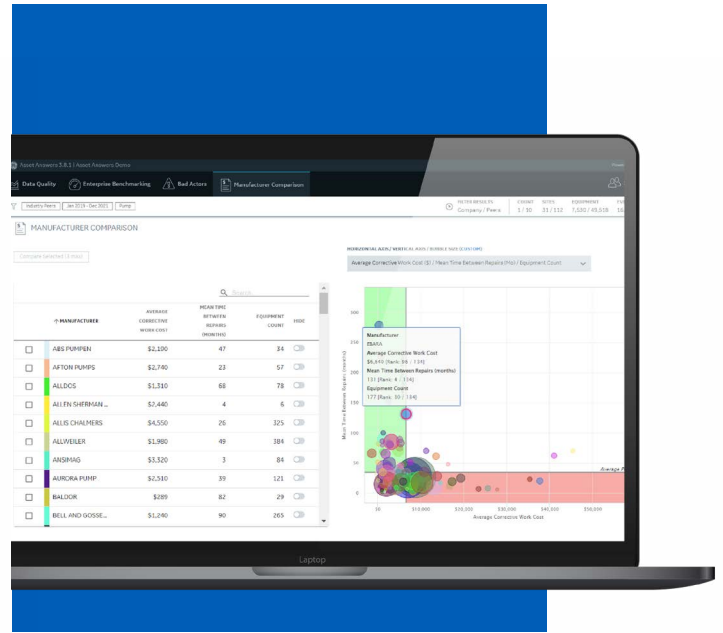 Asset Answers 3.8.1 | Asset Answers Demo
Data Quality
Enterprise Benchmarking
Bad Actors
Manufacturer Comparison
Industry Peers
Jan 2019 - Dec 2021
Pump
FILTER RESULTS
Company / Peers
COUNT
1 / 30
SITES
31 / 112
EQUIPMENT
7,520 / 49,518
MANUFACTURER COMPARISON
Compare Selected (1 max)
HORIZONTAL AXIS / VERTICAL AXIS / BUBBLE SIZE (CUSTOM)
Average Corrective Work Cost ($) / Mean Time Between Repairs (Mo) / Equipment Count
Search
MANUFACTURER
AVERAGE CORRECTIVE WORK COST
MEAN TIME BETWEEN REPAIRS (MONTHS)
EQUIPMENT COUNT
HIDE
ABS PUMPEN $2,100 47 34
AFTON PUMPS $2,740 23 57
ALLDOS $1,310 68 78
ALLEN SHERMAN ... $2,440 4 6
ALLIS CHALMERS $4,550 26 325
ALLWEILER $1,980 49 384
ANSIMAG $3,320 3 84
AURORA PUMP $2,510 39 121
BALDOR $289 82 29
BELL AND GOSSE... $1,240 90 265
Mean Time Between Repairs (months)
300
250
200
150
100
50
0
Manufacturer
EBARA
Average Corrective Work Cost
Mean Time Between Repairs (months)
131 [Rank: 4 / 134]
Equipment Count
177 [Rank: 30 / 134]
Average
$0 $10,000 $20,000 $30,000 $40,000 $50,000
Average Corrective Work Cost
Laptop